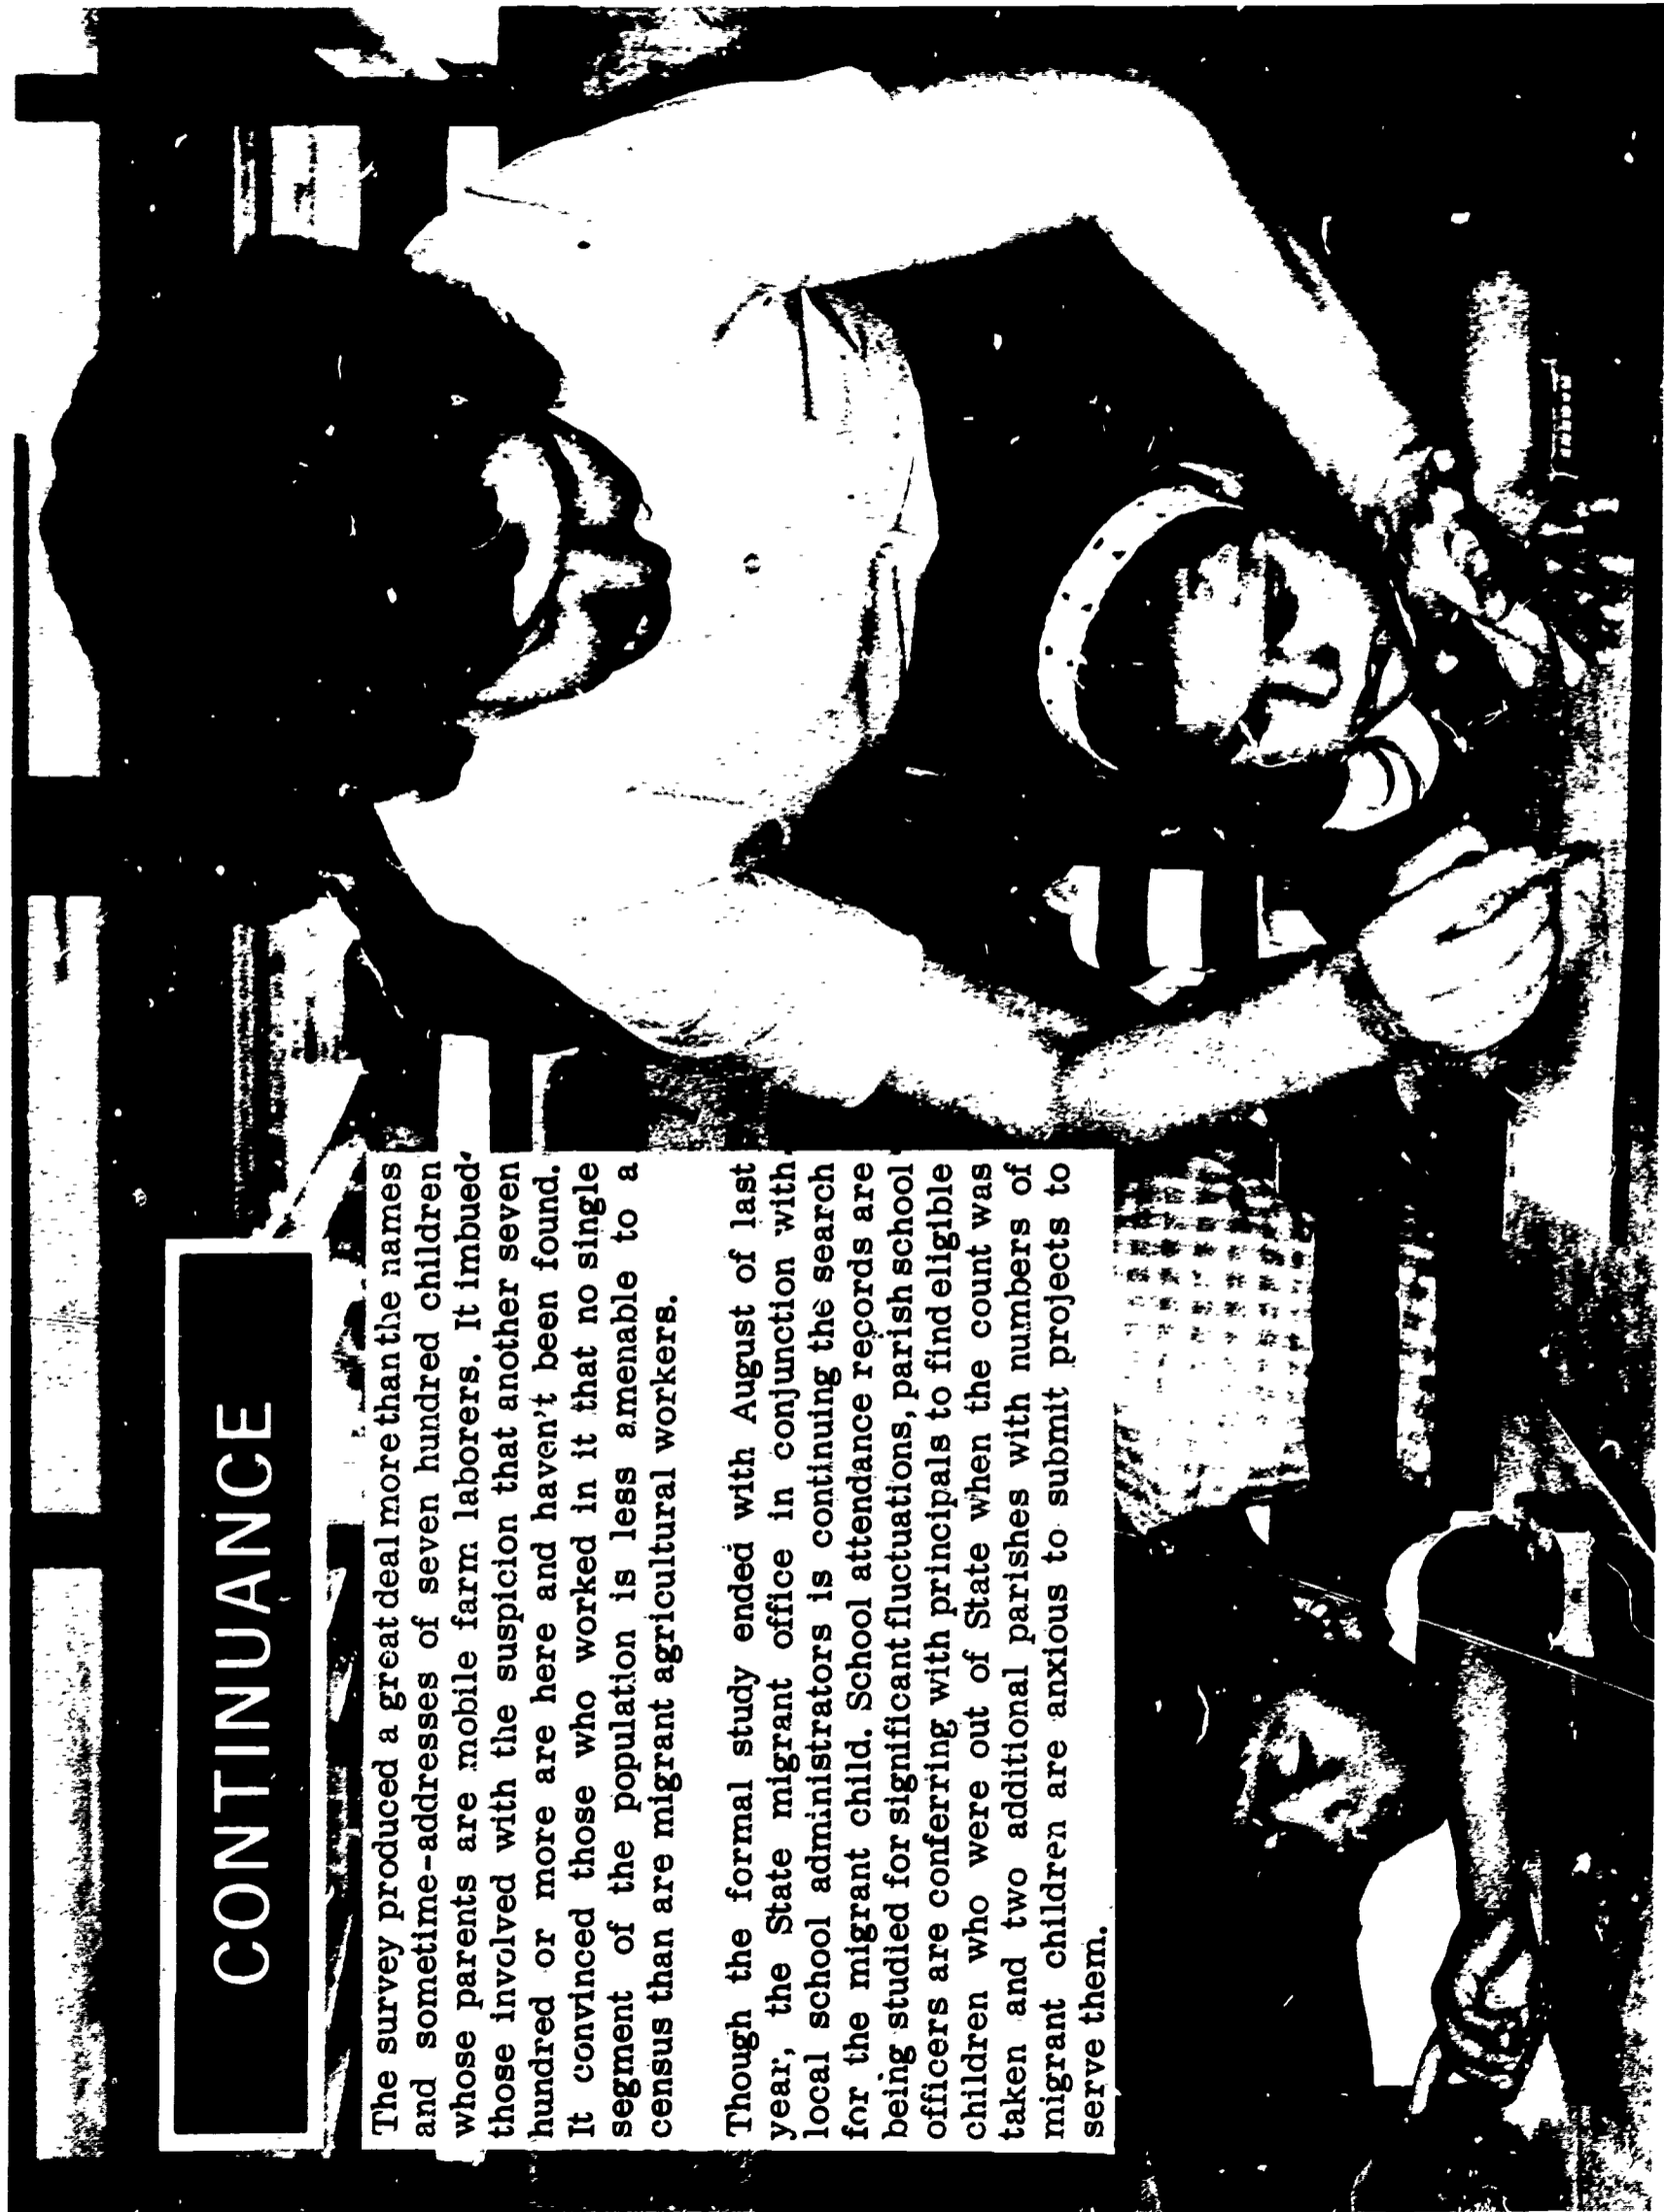 CONTINUANCE
The survey produced a great deal more than the names
and sometime-addresses of seven hundred children
whose parents are mobile farm laborers. It imbued
those involved with the suspicion that another seven
hundred or more are here and haven't been found.
It convinced those who worked in it that no single
segment of the population is less amenable to a
census than are migrant agricultural workers.
Though the formal study ended with August of last
year, the State migrant office in conjunction with
local school administrators is continuing the search
for the migrant child. School attendance records are
being studied for significant fluctuations, parish school
officers are conferring with principals to find eligible
children who were out of State when the count was
taken and two additional parishes with numbers of
migrant children are anxious to submit projects to
serve them.